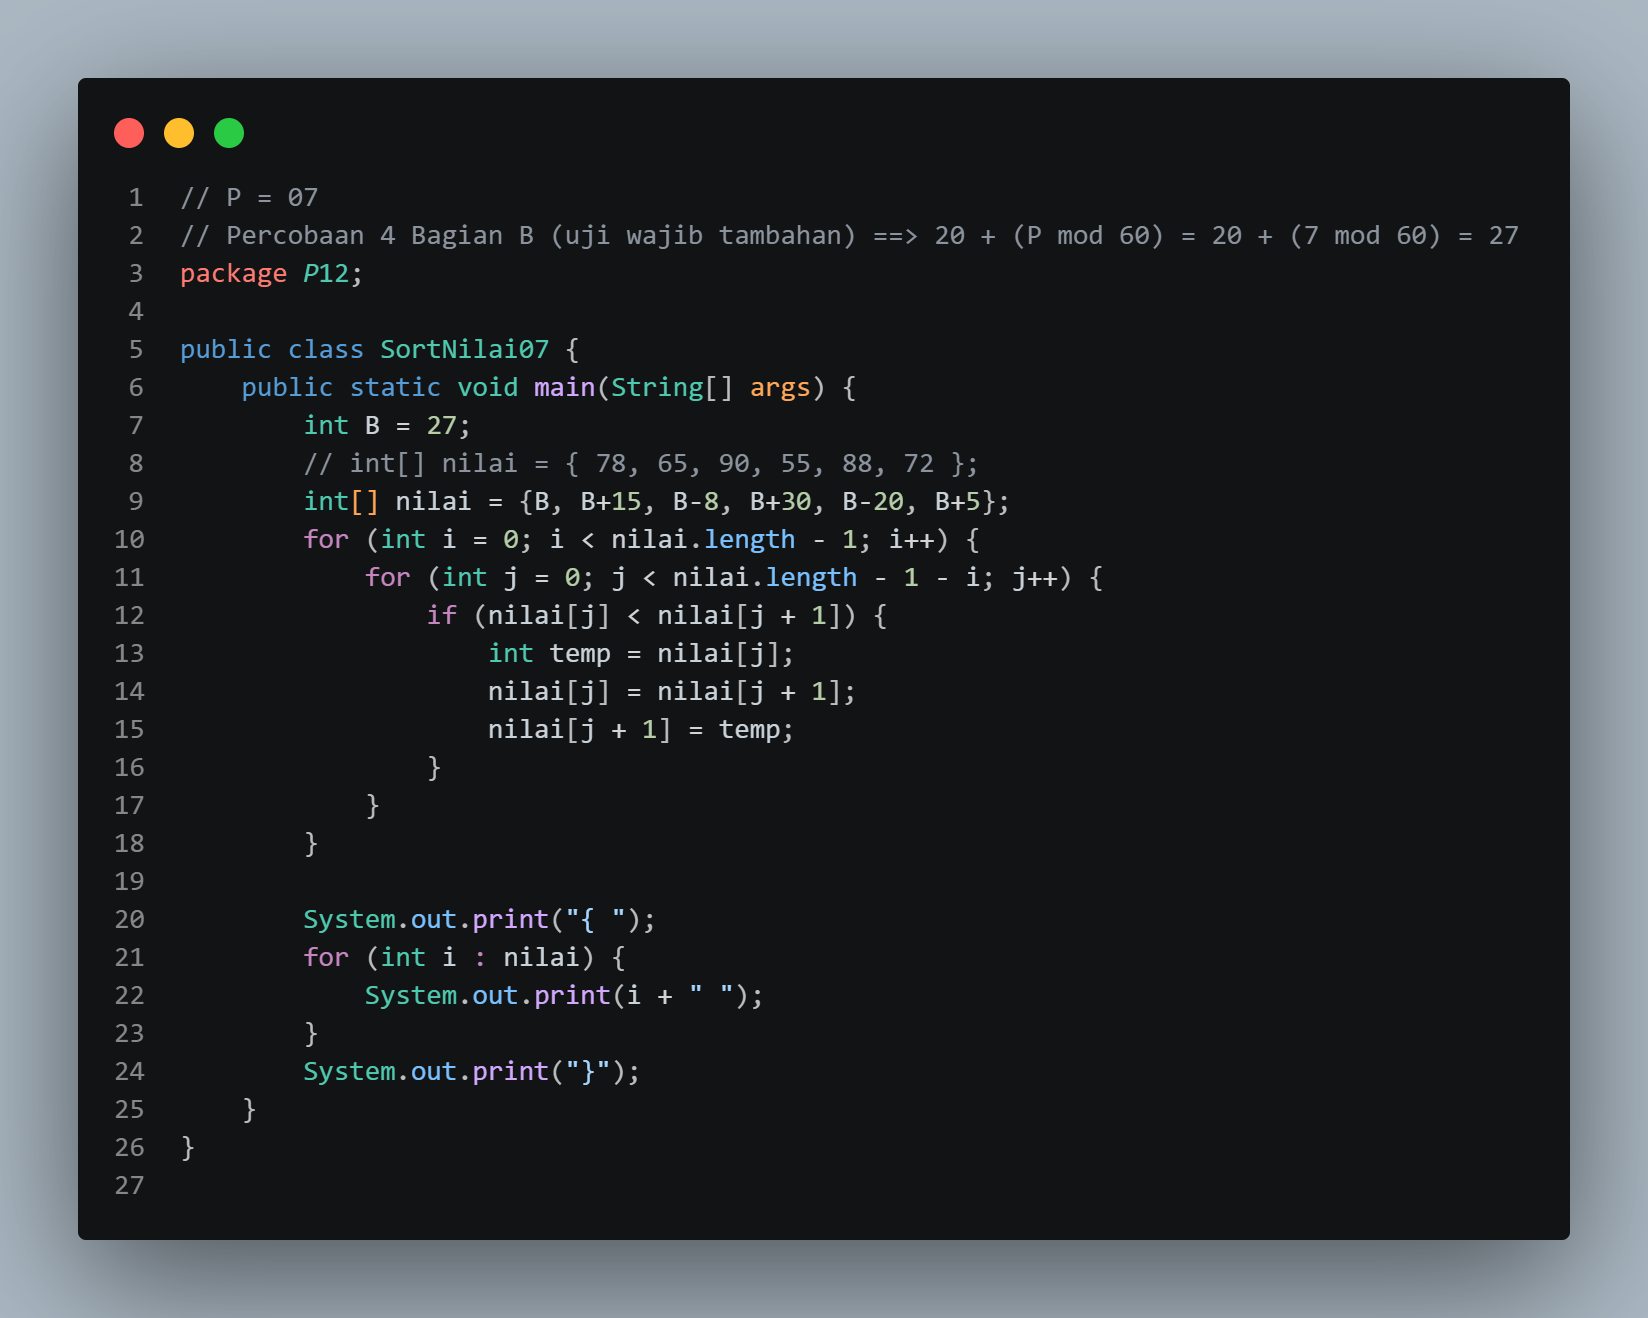 1 // P = 07
2 // Percobaan 4 Bagian B (uji wajib tambahan) ==> 20 + (P mod 60) = 20 + (7 mod 60) = 27
3 package P12;
4
5 public class SortNilai07 {
6     public static void main(String[] args) {
7         int B = 27;
8         // int[] nilai = { 78, 65, 90, 55, 88, 72 };
9         int[] nilai = {B, B+15, B-8, B+30, B-20, B+5};
10         for (int i = 0; i < nilai.length - 1; i++) {
11             for (int j = 0; j < nilai.length - 1 - i; j++) {
12                 if (nilai[j] < nilai[j + 1]) {
13                     int temp = nilai[j];
14                     nilai[j] = nilai[j + 1];
15                     nilai[j + 1] = temp;
16                 }
17             }
18         }
19
20         System.out.print("{ ");
21         for (int i : nilai) {
22             System.out.print(i + " ");
23         }
24         System.out.print("}");
25     }
26 }
27